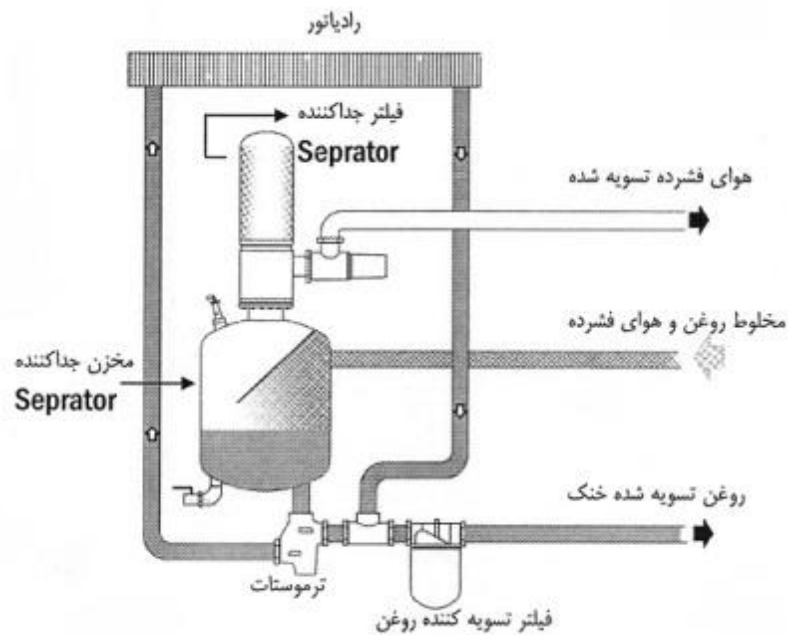 رادیاتور
فیلتر جداکننده
Seprator
هوای فشرده تسویه شده
مخلوط روغن و هوای فشرده
مخزن جداکننده
Seprator
روغن تسویه شده خنک
ترموستات
فیلتر تسویه کننده روغن